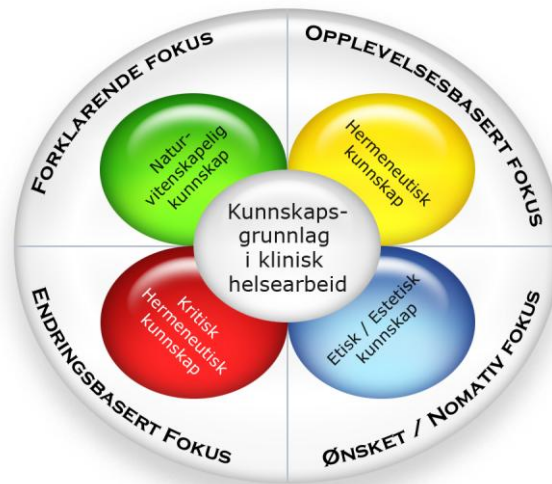 Forklarende fokus
Opplevelsesbasert fokus
Natur-
vitenskapelig
kunnskap
Hermeneutisk
kunnskap
Kunnskaps-
grunnlag
i klinisk
helsearbeid
Kritisk
Hermeneutisk
kunnskap
Etisk / Estetisk
kunnskap
Endringsbasert Fokus
Ønsket / Nomativ fokus